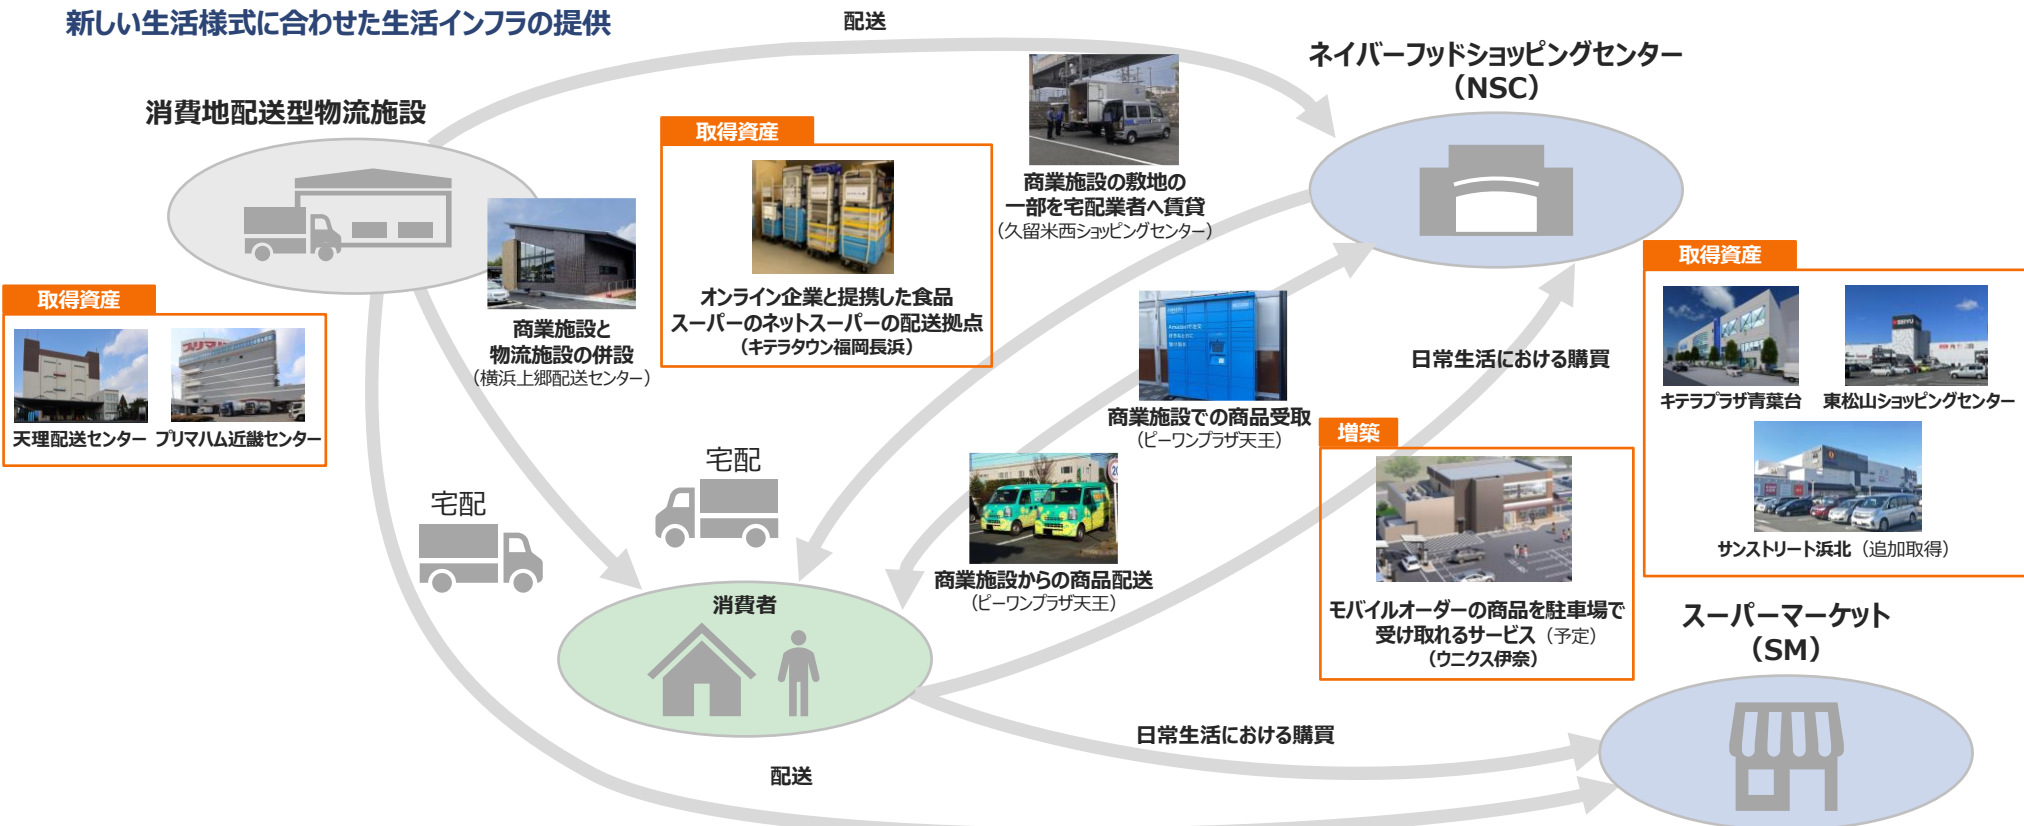 新しい生活様式に合わせた生活インフラの提供
配送
ネイバーフッドショッピングセンター
（NSC）
消費地配送型物流施設
取得資産
商業施設の敷地の
一部を宅配業者へ賃貸
（久留米西ショッピングセンター）
オンライン企業と提携した食品
スーパーのネットスーパーの配送拠点
（キテラタウン福岡長浜）
商業施設と
物流施設の併設
（横浜上郷配送センター）
取得資産
天理配送センター
プリマハム近畿センター
取得資産
キテラプラザ青葉台
東松山ショッピングセンター
サンストリート浜北（追加取得）
日常生活における購買
商業施設での商品受取
（ピーワンプラザ天王）
増築
モバイルオーダーの商品を駐車場で
受け取れるサービス（予定）
（ウニクス伊奈）
宅配
宅配
商業施設からの商品配送
（ピーワンプラザ天王）
消費者
スーパーマーケット
（SM）
日常生活における購買
配送